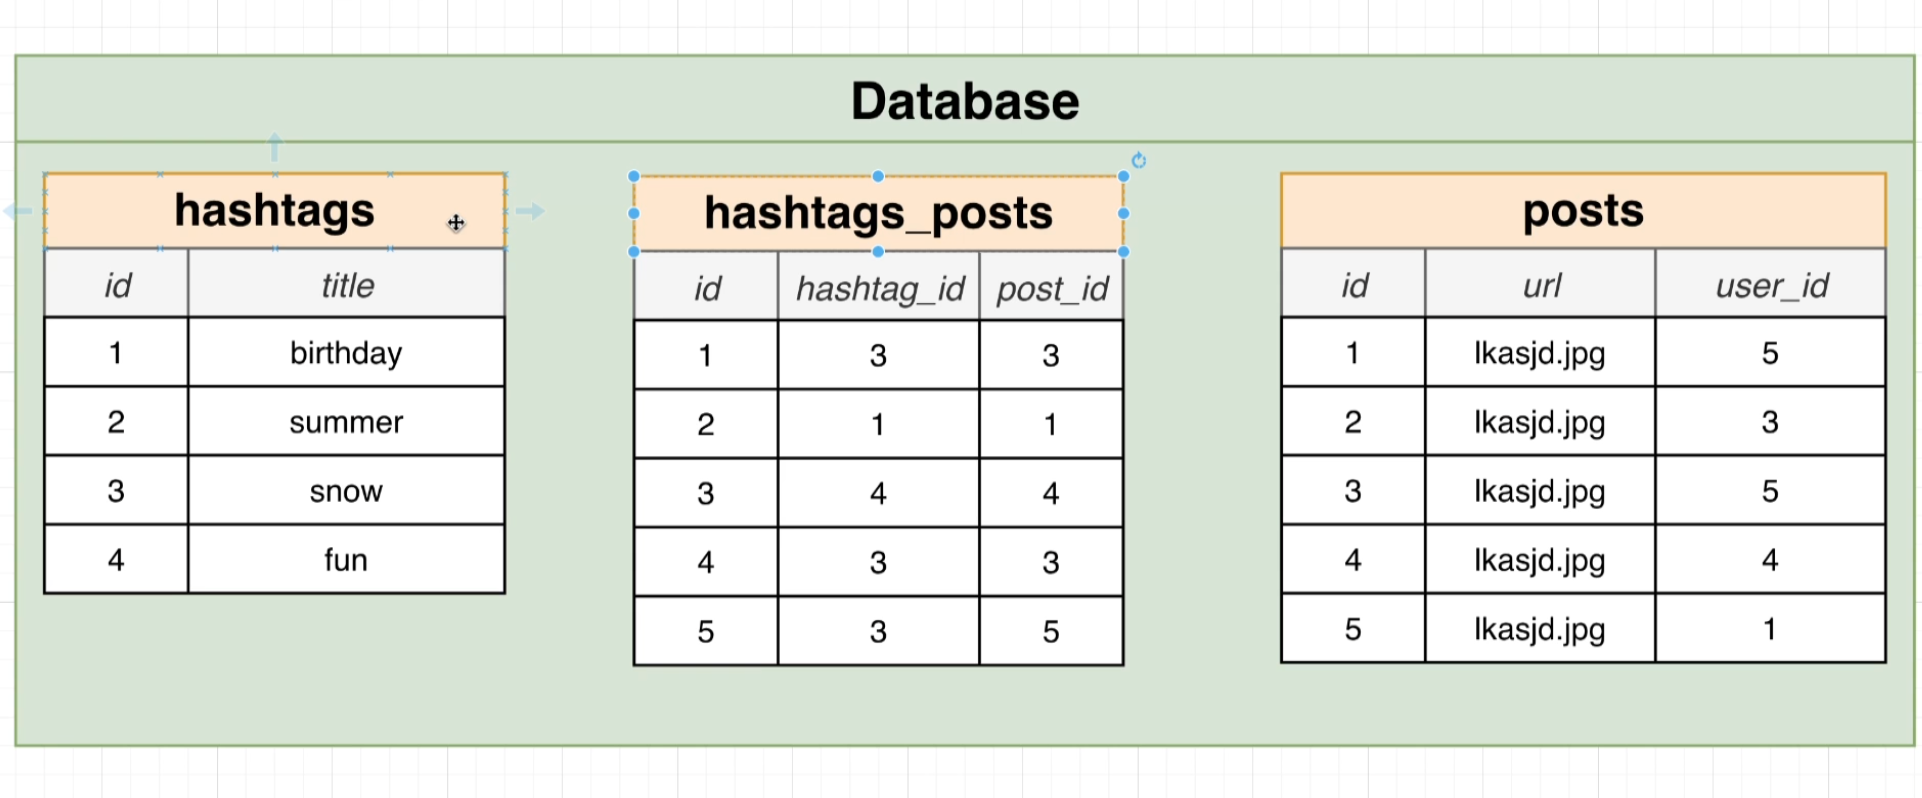 Database
hashtags
id title
1 birthday
2 summer
3 snow
4 fun
hashtags_posts
id hashtag_id post_id
1 3 3
2 1 1
3 4 4
4 3 3
5 3 5
posts
id url user_id
1 lkasjd.jpg 5
2 lkasjd.jpg 3
3 lkasjd.jpg 5
4 lkasjd.jpg 4
5 lkasjd.jpg 1